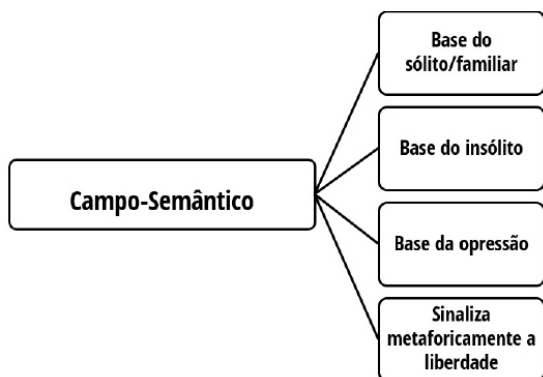 Campo-Semântico
Base do
sólito/familiar
Base do insólito
Base da opressão
Sinaliza
metaforicamente a
liberdade